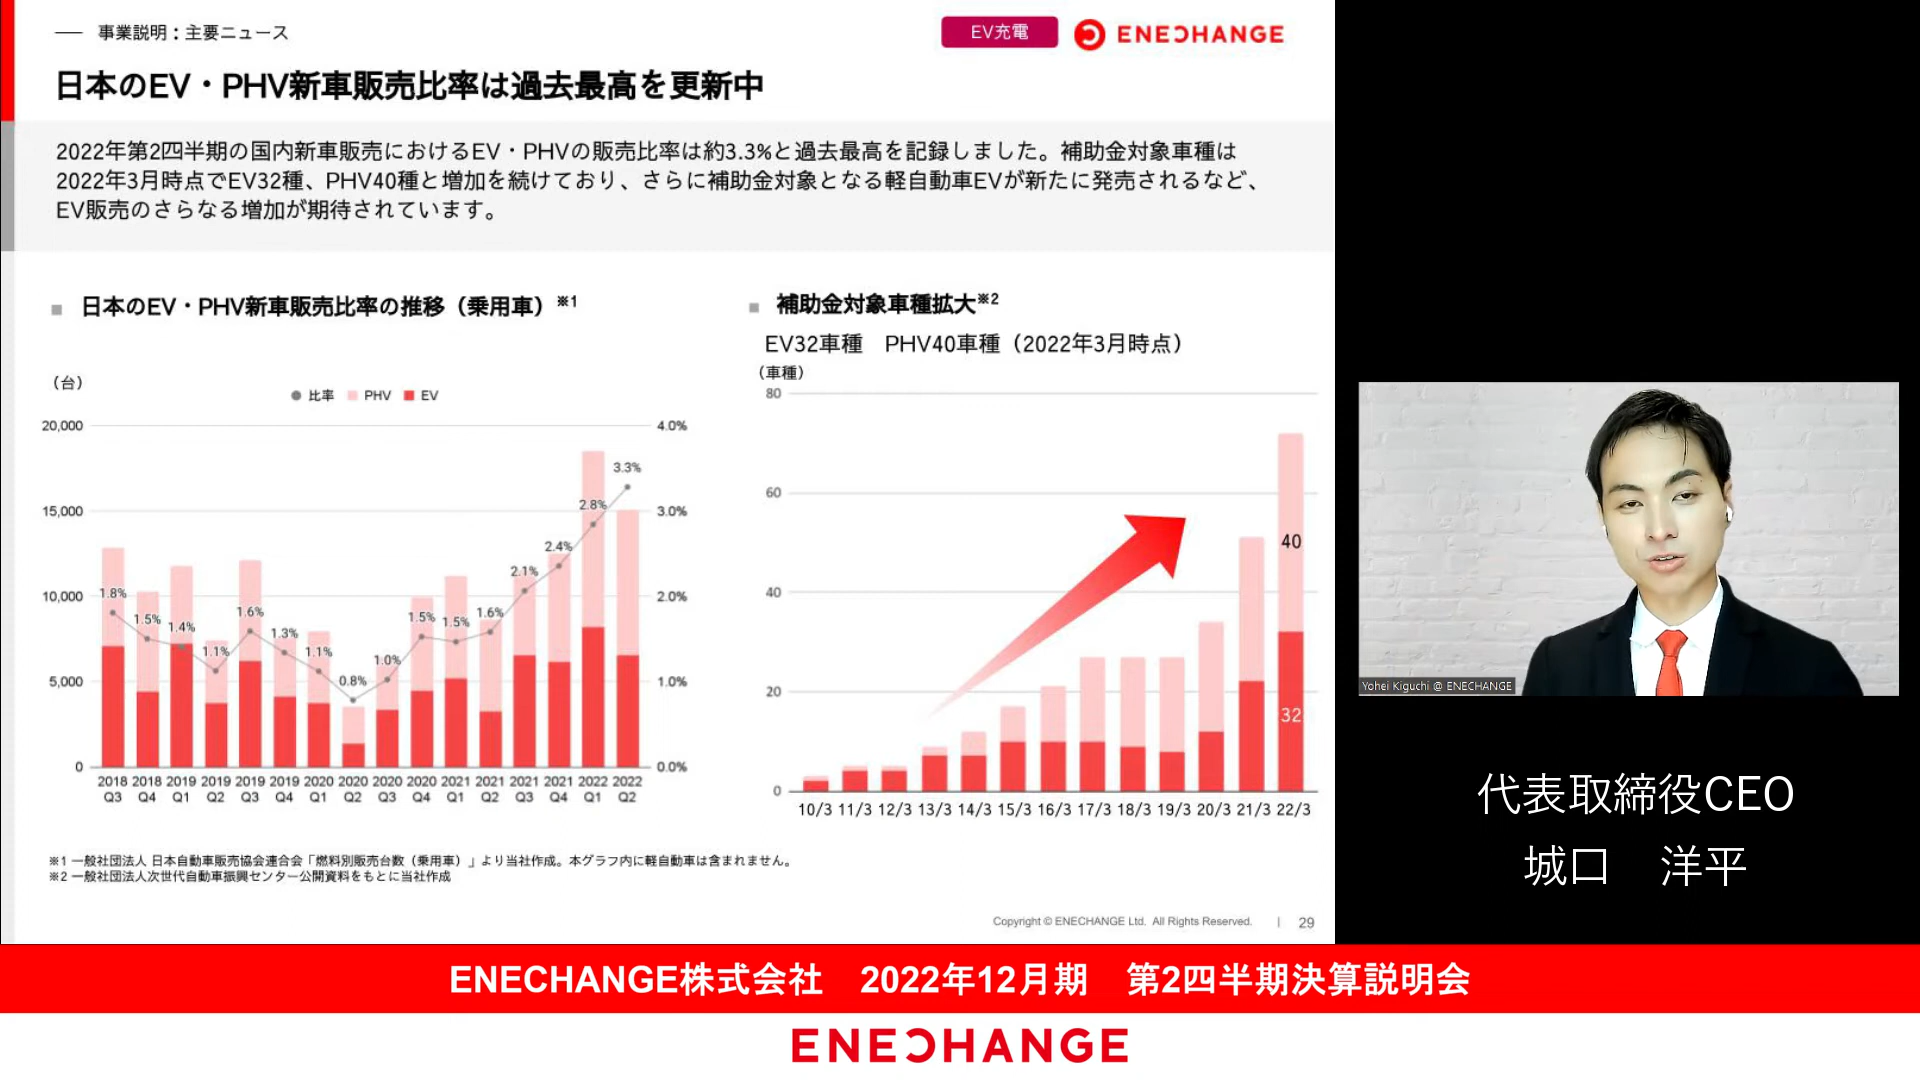 事業説明：主要ニュース
EV充電
ENECHANGE
日本のEV・PHV新車販売比率は過去最高を更新中
2022年第2四半期の国内新車販売におけるEV・PHVの販売比率は約3.3%と過去最高を記録しました。補助金対象車種は
2022年3月時点でEV32種、PHV40種と増加を続けており、さらに補助金対象となる軽自動車EVが新たに発売されるなど、
EV販売のさらなる増加が期待されています。
日本のEV・PHV新車販売比率の推移（乗用車）※1
（台）
比率 PHV EV
20,000
15,000
10,000
5,000
0
4.0%
3.0%
2.0%
1.0%
0.0%
1.8% 1.5% 1.4% 1.1% 1.6% 1.3% 1.1% 0.8% 1.0% 1.5% 1.5% 1.6% 2.1% 2.4% 2.8% 3.3%
2018 2018 2019 2019 2019 2019 2020 2020 2020 2020 2021 2021 2021 2021 2022 2022
Q3 Q4 Q1 Q2 Q3 Q4 Q1 Q2 Q3 Q4 Q1 Q2 Q3 Q4 Q1 Q2
補助金対象車種拡大※2
EV32車種　PHV40車種（2022年3月時点）
（車種）
80
60
40
20
0
40
32
10/3 11/3 12/3 13/3 14/3 15/3 16/3 17/3 18/3 19/3 20/3 21/3 22/3
※1 一般社団法人 日本自動車販売協会連合会「燃料別販売台数（乗用車）」より当社作成。本グラフ内に軽自動車は含まれません。
※2 一般社団法人次世代自動車振興センター公開資料をもとに当社作成
Copyright © ENECHANGE Ltd. All Rights Reserved. | 29
Yohei Kiguchi @ ENECHANGE
代表取締役CEO
城口　洋平
ENECHANGE株式会社　2022年12月期　第2四半期決算説明会
ENECHANGE